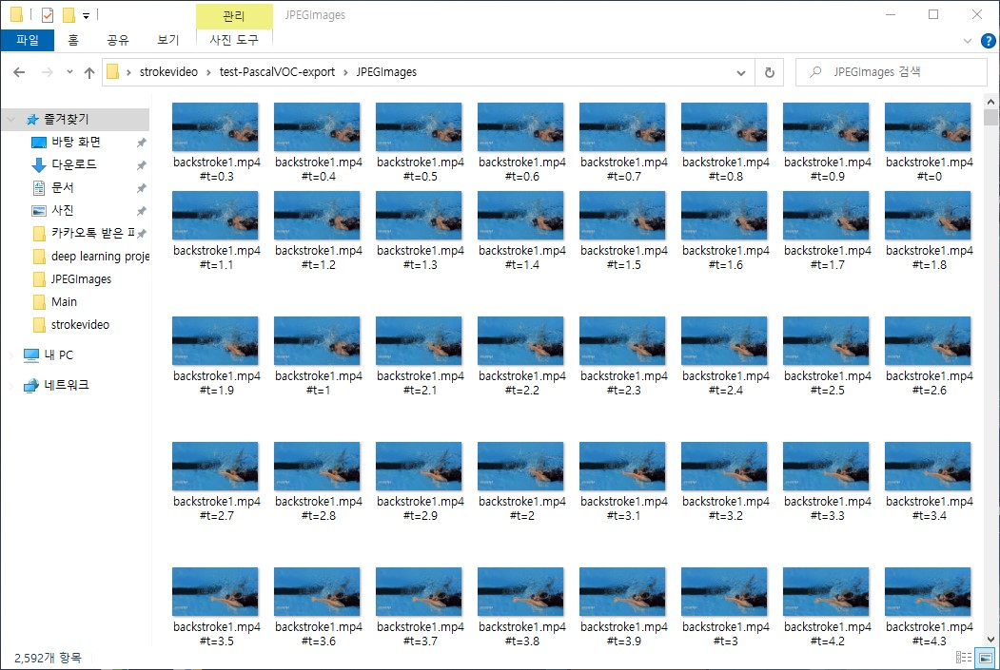 관리
JPEGImages
파일
홈
공유
보기
사진 도구
strokevideo
test-PascalVOC-export
JPEGImages
JPEGImages 검색
즐겨찾기
바탕 화면
다운로드
문서
사진
카카오톡 받은 파
deep learning proje
JPEGImages
Main
strokevideo
내 PC
네트워크
backstroke1.mp4 backstroke1.mp4 backstroke1.mp4 backstroke1.mp4 backstroke1.mp4 backstroke1.mp4 backstroke1.mp4 backstroke1.mp4
#t=0.3 #t=0.4 #t=0.5 #t=0.6 #t=0.7 #t=0.8 #t=0.9 #t=0
backstroke1.mp4 backstroke1.mp4 backstroke1.mp4 backstroke1.mp4 backstroke1.mp4 backstroke1.mp4 backstroke1.mp4 backstroke1.mp4
#t=1.1 #t=1.2 #t=1.3 #t=1.4 #t=1.5 #t=1.6 #t=1.7 #t=1.8
backstroke1.mp4 backstroke1.mp4 backstroke1.mp4 backstroke1.mp4 backstroke1.mp4 backstroke1.mp4 backstroke1.mp4 backstroke1.mp4
#t=1.9 #t=1 #t=2.1 #t=2.2 #t=2.3 #t=2.4 #t=2.5 #t=2.6
backstroke1.mp4 backstroke1.mp4 backstroke1.mp4 backstroke1.mp4 backstroke1.mp4 backstroke1.mp4 backstroke1.mp4 backstroke1.mp4
#t=2.7 #t=2.8 #t=2.9 #t=2 #t=3.1 #t=3.2 #t=3.3 #t=3.4
backstroke1.mp4 backstroke1.mp4 backstroke1.mp4 backstroke1.mp4 backstroke1.mp4 backstroke1.mp4 backstroke1.mp4 backstroke1.mp4
#t=3.5 #t=3.6 #t=3.7 #t=3.8 #t=3.9 #t=3 #t=4.2 #t=4.3
2,592개 항목